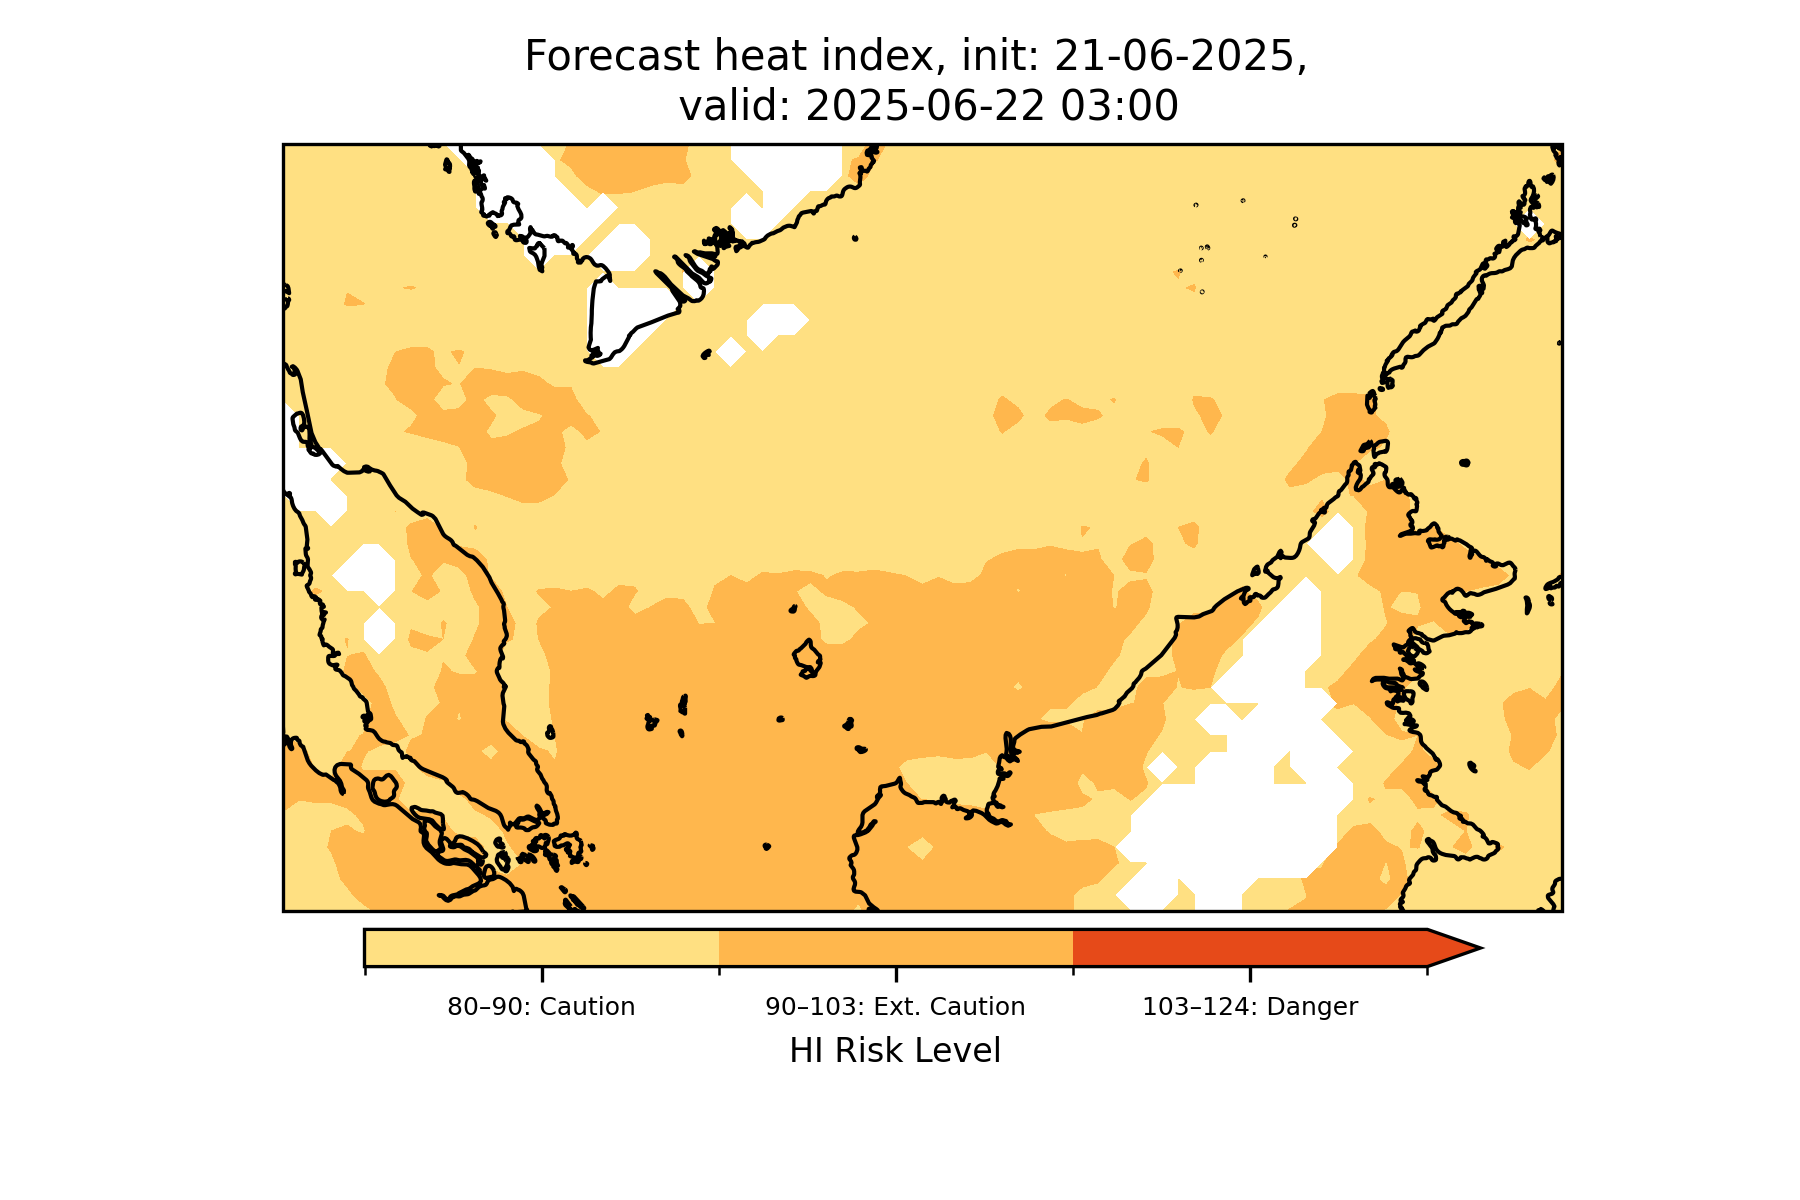 Forecast heat index, init: 21-06-2025,
valid: 2025-06-22 03:00
80–90: Caution
90–103: Ext. Caution
103–124: Danger
HI Risk Level